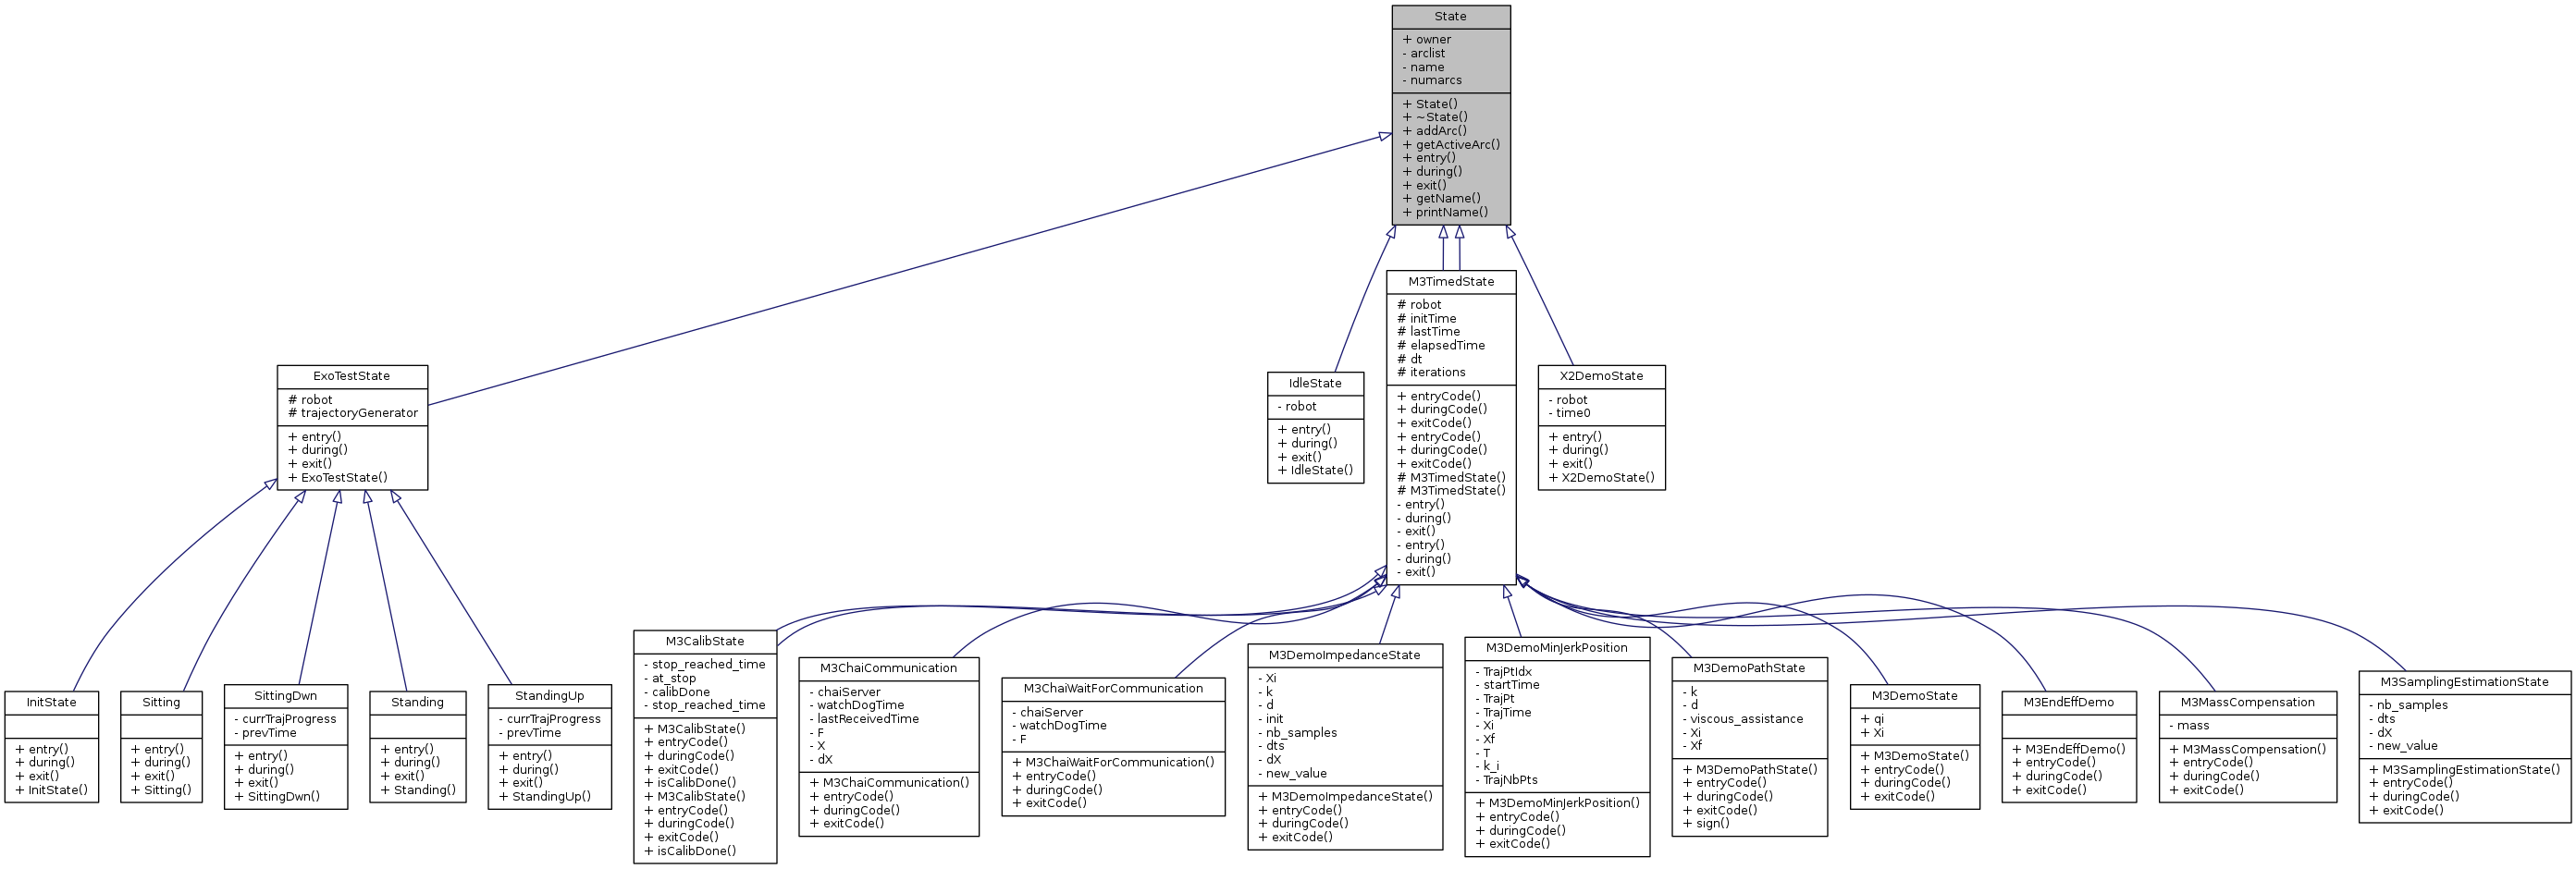 State
+ owner
- arclist
- name
- numarcs
+ State()
+ ~State()
+ addArc()
+ getActiveArc()
+ entry()
+ during()
+ exit()
+ getName()
+ printName()
ExoTestState
# robot
# trajectoryGenerator
+ entry()
+ during()
+ exit()
+ ExoTestState()
IdleState
- robot
+ entry()
+ during()
+ exit()
+ IdleState()
M3TimedState
# robot
# initTime
# lastTime
# elapsedTime
# dt
# iterations
+ entryCode()
+ duringCode()
+ exitCode()
+ entryCode()
+ duringCode()
+ exitCode()
# M3TimedState()
# M3TimedState()
- entry()
- during()
- exit()
- entry()
- during()
- exit()
X2DemoState
- robot
- time0
+ entry()
+ during()
+ exit()
+ X2DemoState()
InitState
+ entry()
+ during()
+ exit()
+ InitState()
Sitting
+ entry()
+ during()
+ exit()
+ Sitting()
SittingDwn
- currTrajProgress
- prevTime
+ entry()
+ during()
+ exit()
+ SittingDwn()
Standing
+ entry()
+ during()
+ exit()
+ Standing()
StandingUp
- currTrajProgress
- prevTime
+ entry()
+ during()
+ exit()
+ StandingUp()
M3CalibState
- stop_reached_time
- at_stop
- calibDone
- stop_reached_time
+ M3CalibState()
+ entryCode()
+ duringCode()
+ exitCode()
+ isCalibDone()
+ M3CalibState()
+ entryCode()
+ duringCode()
+ exitCode()
+ isCalibDone()
M3ChaiCommunication
- chaiServer
- watchDogTime
- lastReceivedTime
- F
- X
- dX
+ M3ChaiCommunication()
+ entryCode()
+ duringCode()
+ exitCode()
M3ChaiWaitForCommunication
- chaiServer
- watchDogTime
- F
+ M3ChaiWaitForCommunication()
+ entryCode()
+ duringCode()
+ exitCode()
M3DemoImpedanceState
- Xi
- k
- d
- init
- nb_samples
- dts
- dX
- new_value
+ M3DemoImpedanceState()
+ entryCode()
+ duringCode()
+ exitCode()
M3DemoMinJerkPosition
- TrajPtIdx
- startTime
- TrajPt
- TrajTime
- Xi
- Xf
- T
- k_i
- TrajNbPts
+ M3DemoMinJerkPosition()
+ entryCode()
+ duringCode()
+ exitCode()
M3DemoPathState
- k
- d
- viscous_assistance
- Xi
- Xf
+ M3DemoPathState()
+ entryCode()
+ duringCode()
+ exitCode()
+ sign()
M3DemoState
+ qi
+ Xi
+ M3DemoState()
+ entryCode()
+ duringCode()
+ exitCode()
M3EndEffDemo
+ M3EndEffDemo()
+ entryCode()
+ duringCode()
+ exitCode()
M3MassCompensation
- mass
+ M3MassCompensation()
+ entryCode()
+ duringCode()
+ exitCode()
M3SamplingEstimationState
- nb_samples
- dts
- dX
- new_value
+ M3SamplingEstimationState()
+ entryCode()
+ duringCode()
+ exitCode()